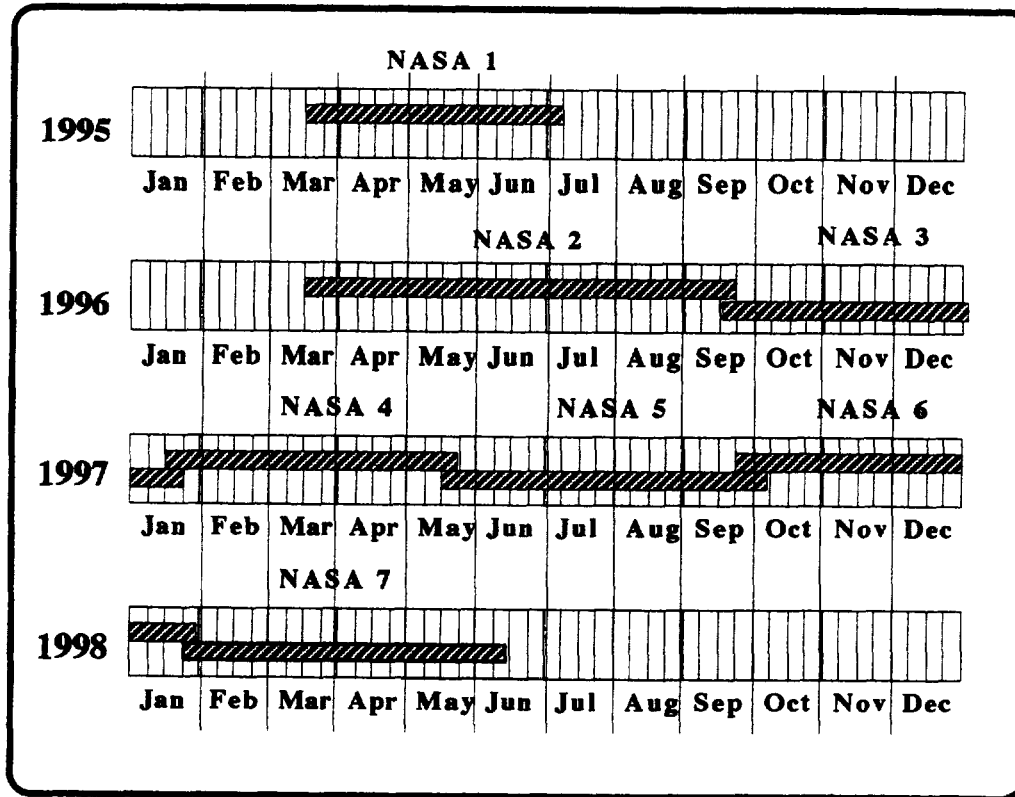 NASA 1
1995
Jan Feb Mar Apr May Jun Jul Aug Sep Oct Nov Dec
NASA 2 NASA 3
1996
Jan Feb Mar Apr May Jun Jul Aug Sep Oct Nov Dec
NASA 4 NASA 5 NASA 6
1997
Jan Feb Mar Apr May Jun Jul Aug Sep Oct Nov Dec
NASA 7
1998
Jan Feb Mar Apr May Jun Jul Aug Sep Oct Nov Dec